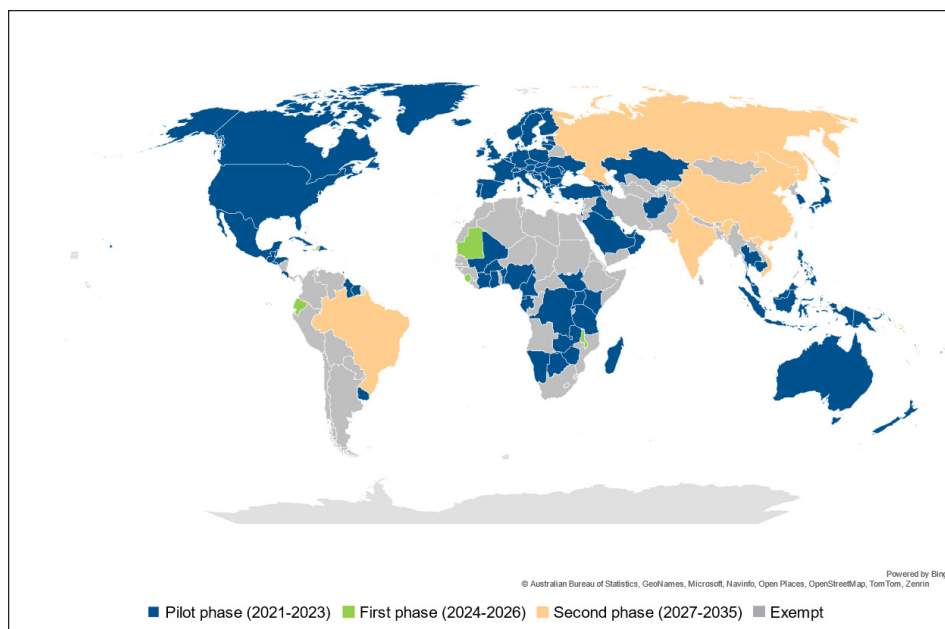 Powered by Bing
© Australian Bureau of Statistics, GeoNames, Microsoft, Navinfo, Open Places, OpenStreetMap, TomTom, Zenrin
Pilot phase (2021-2023) First phase (2024-2026) Second phase (2027-2035) Exempt